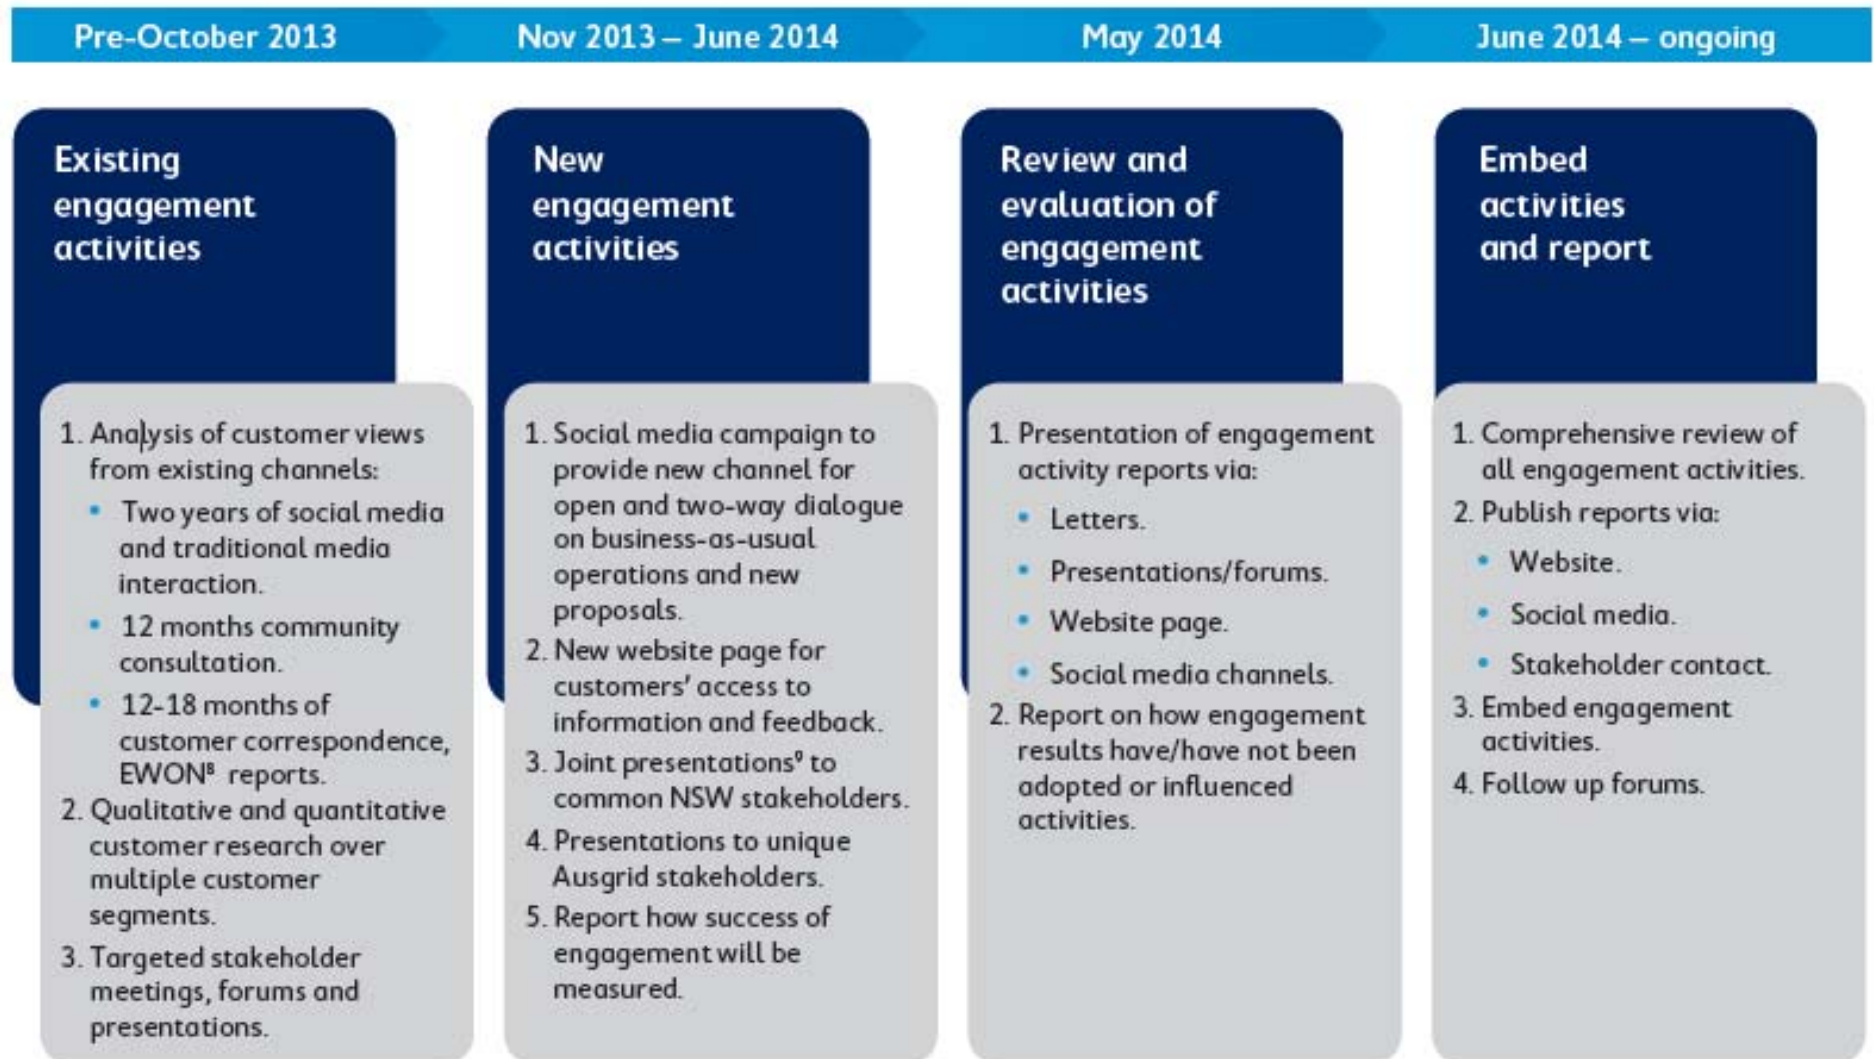 Pre-October 2013
Nov 2013 – June 2014
May 2014
June 2014 – ongoing
Existing
engagement
activities
1. Analysis of customer views
from existing channels:
• Two years of social media
and traditional media
interaction.
• 12 months community
consultation.
• 12-18 months of
customer correspondence,
EWON⁸ reports.
2. Qualitative and quantitative
customer research over
multiple customer
segments.
3. Targeted stakeholder
meetings, forums and
presentations.
New
engagement
activities
1. Social media campaign to
provide new channel for
open and two-way dialogue
on business-as-usual
operations and new
proposals.
2. New website page for
customers’ access to
information and feedback.
3. Joint presentations⁹ to
common NSW stakeholders.
4. Presentations to unique
Ausgrid stakeholders.
5. Report how success of
engagement will be
measured.
Review and
evaluation of
engagement
activities
1. Presentation of engagement
activity reports via:
• Letters.
• Presentations/forums.
• Website page.
• Social media channels.
2. Report on how engagement
results have/have not been
adopted or influenced
activities.
Embed
activities
and report
1. Comprehensive review of
all engagement activities.
2. Publish reports via:
• Website.
• Social media.
• Stakeholder contact.
3. Embed engagement
activities.
4. Follow up forums.